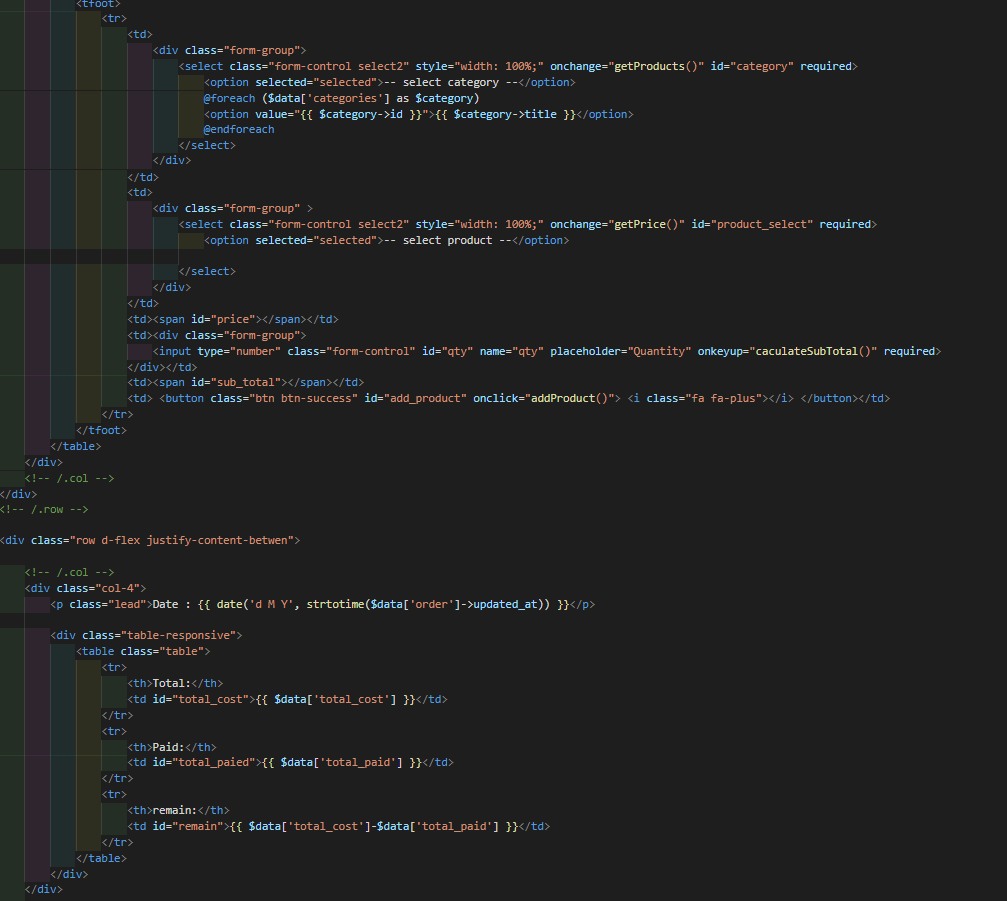 <tfoot>
<tr>
<td>
<div class="form-group">
<select class="form-control select2" style="width: 100%;" onchange="getProducts()" id="category" required>
<option selected="selected">-- select category --</option>
@foreach ($data['categories'] as $category)
<option value="{{ $category->id }}">{{ $category->title }}</option>
@endforeach
</select>
</div>
</td>
<td>
<div class="form-group" >
<select class="form-control select2" style="width: 100%;" onchange="getPrice()" id="product_select" required>
<option selected="selected">-- select product --</option>
</select>
</div>
</td>
<td><span id="price"></span></td>
<td><div class="form-group">
<input type="number" class="form-control" id="qty" name="qty" placeholder="Quantity" onkeyup="caculateSubTotal()" required>
</div></td>
<td><span id="sub_total"></span></td>
<td> <button class="btn btn-success" id="add_product" onclick="addProduct()"> <i class="fa fa-plus"></i> </button></td>
</tr>
</tfoot>
</table>
</div>
<!-- /.col -->
</div>
<!-- /.row -->
<div class="row d-flex justify-content-betwen">
<!-- /.col -->
<div class="col-4">
<p class="lead">Date : {{ date('d M Y', strtotime($data['order']->updated_at)) }}</p>
<div class="table-responsive">
<table class="table">
<tr>
<th>Total:</th>
<td id="total_cost">{{ $data['total_cost'] }}</td>
</tr>
<tr>
<th>Paid:</th>
<td id="total_paied">{{ $data['total_paid'] }}</td>
</tr>
<tr>
<th>remain:</th>
<td id="remain">{{ $data['total_cost']-$data['total_paid'] }}</td>
</tr>
</table>
</div>
</div>